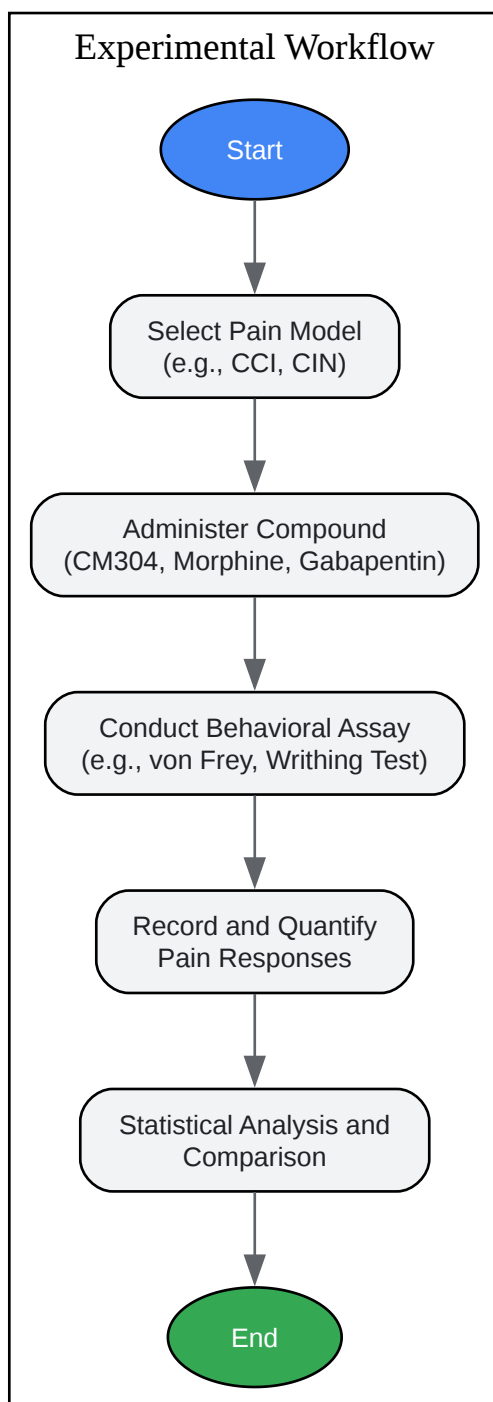 Experimental Workflow
Start
Select Pain Model
(e.g., CCI, CIN)
Administer Compound
(CM304, Morphine, Gabapentin)
Conduct Behavioral Assay
(e.g., von Frey, Writhing Test)
Record and Quantify
Pain Responses
Statistical Analysis and
Comparison
End